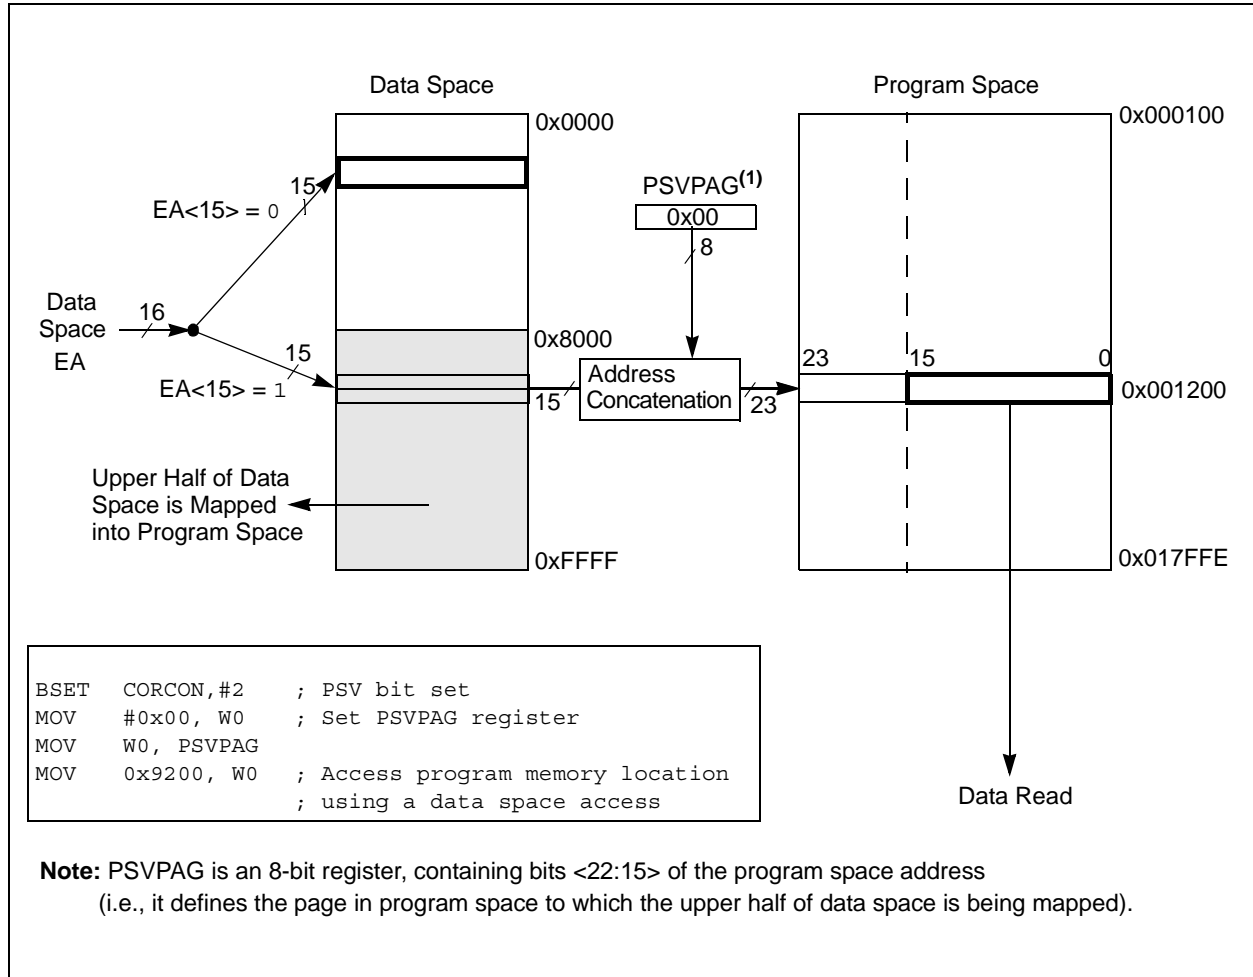 Data Space
Program Space
0x0000
0x000100
15
EA<15> = 0
PSVPAG(1)
0x00
8
Data
Space
EA
16
0x8000
15
EA<15> = 1
15
Address
Concatenation
23
23
15
0
0x001200
Upper Half of Data
Space is Mapped
into Program Space
0xFFFF
0x017FFE
BSET CORCON,#2 ; PSV bit set
MOV #0x00, W0 ; Set PSVPAG register
MOV W0, PSVPAG
MOV 0x9200, W0 ; Access program memory location
; using a data space access
Data Read
Note: PSVPAG is an 8-bit register, containing bits <22:15> of the program space address
(i.e., it defines the page in program space to which the upper half of data space is being mapped).